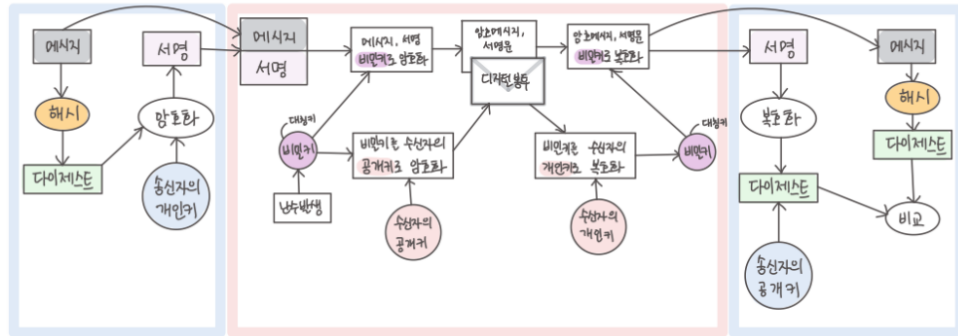 메시지
해시
다이제스트
서명
암호화
송신자의
개인키
메시지
서명
메시지, 서명
비밀키로 암호화
대칭키
비밀키
난수발생
비밀키를 수신자의
공개키로 암호화
수신자의
공개키
암호메시지,
서명문
디지털봉투
암호메시지, 서명문
비밀키로 복호화
비밀키를 수신자의
개인키로 복호화
수신자의
개인키
대칭키
비밀키
서명
복호화
다이제스트
송신자의
공개키
메시지
해시
다이제스트
비교